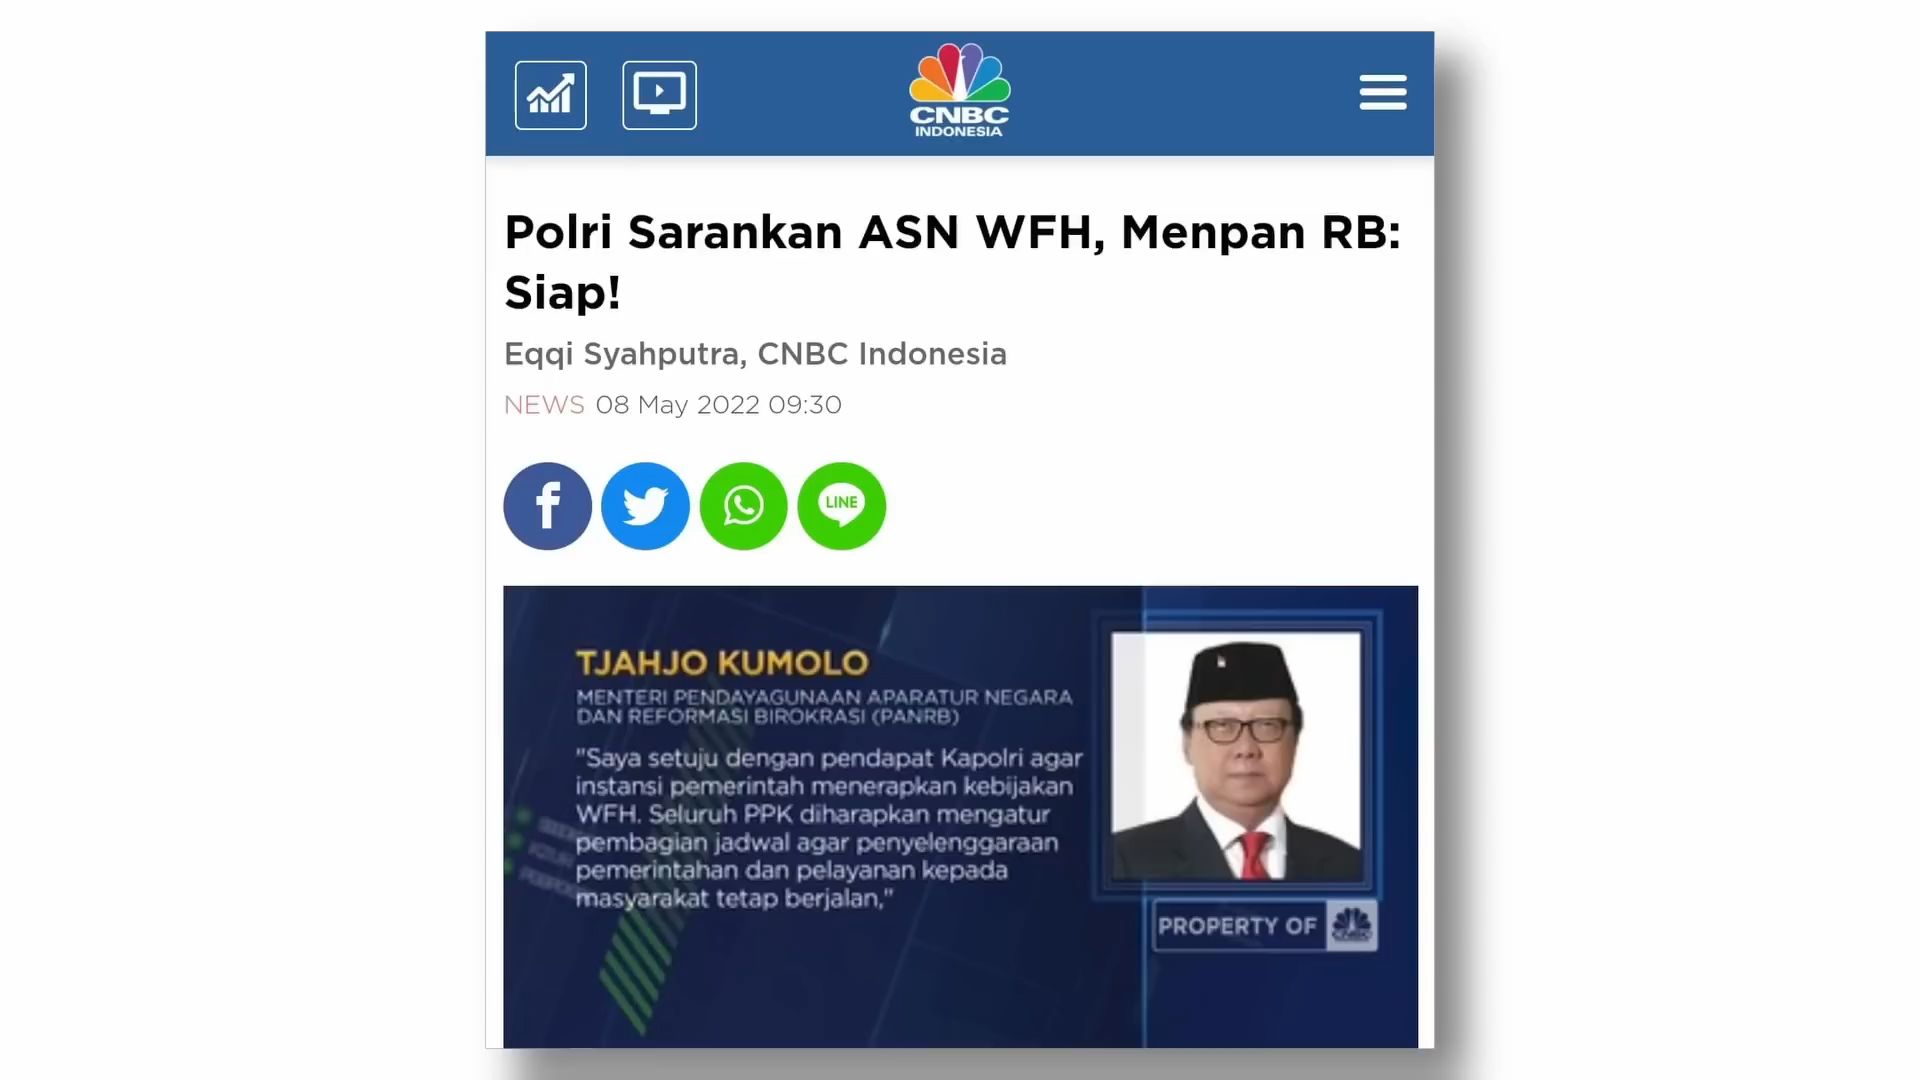 CNBC
INDONESIA
Polri Sarankan ASN WFH, Menpan RB:
Siap!
Eqqi Syahputra, CNBC Indonesia
NEWS 08 May 2022 09:30
LINE
TJAHJO KUMOLO
MENTERI PENDAYAGUNAAN APARATUR NEGARA
DAN REFORMASI BIROKRASI (PANRB)
"Saya setuju dengan pendapat Kapolri agar
instansi pemerintah menerapkan kebijakan
WFH. Seluruh PPK diharapkan mengatur
pembagian jadwal agar penyelenggaraan
pemerintahan dan pelayanan kepada
masyarakat tetap berjalan,"
PROPERTY OF CNBC